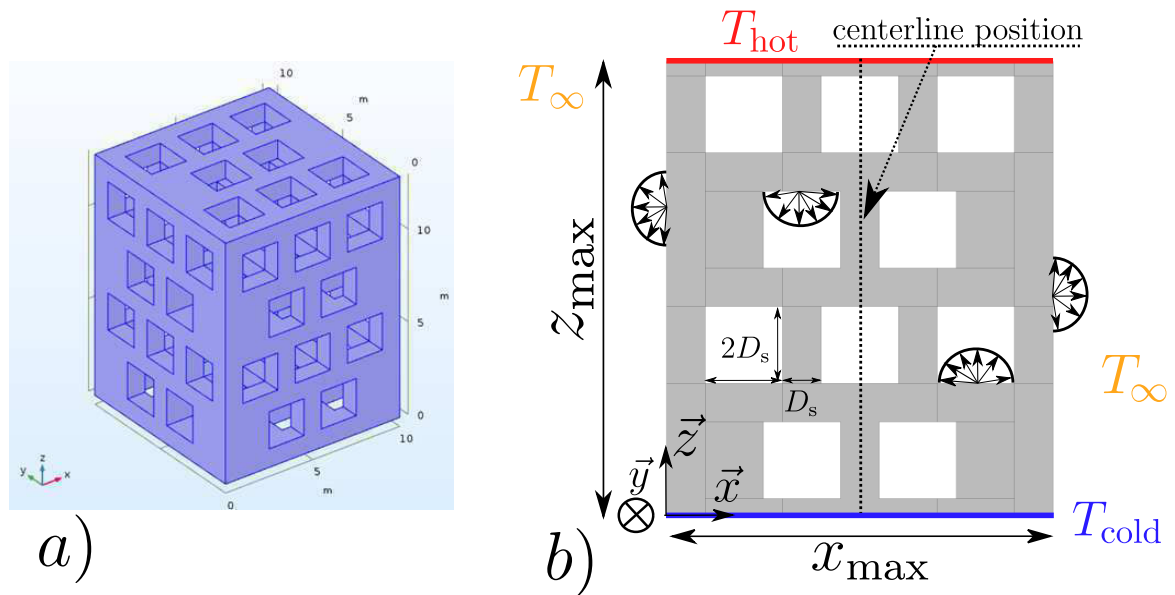 10
m
5
0
10
m
5
0
10
5
m
0
z
y
x
a)
T_hot
centerline position
T_∞
z_max
2D_s
D_s
T_∞
z⃗
y⃗
x⃗
T_cold
x_max
b)